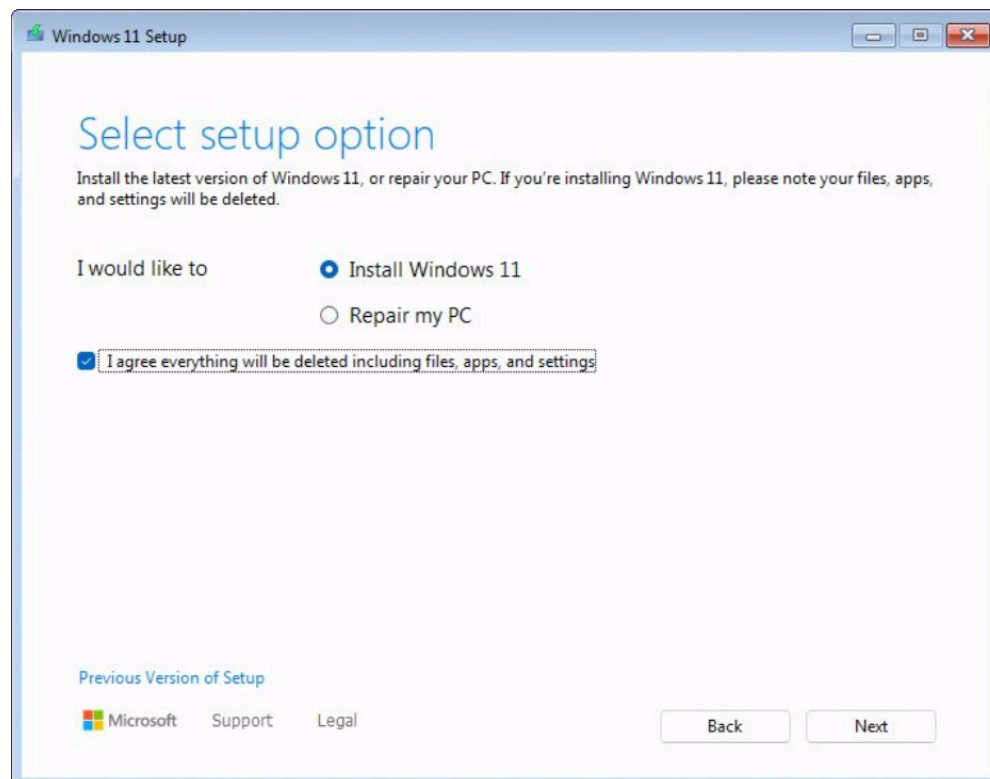 Windows 11 Setup
Select setup option
Install the latest version of Windows 11, or repair your PC. If you're installing Windows 11, please note your files, apps,
and settings will be deleted.
I would like to
Install Windows 11
Repair my PC
I agree everything will be deleted including files, apps, and settings
Previous Version of Setup
Microsoft Support Legal
Back Next